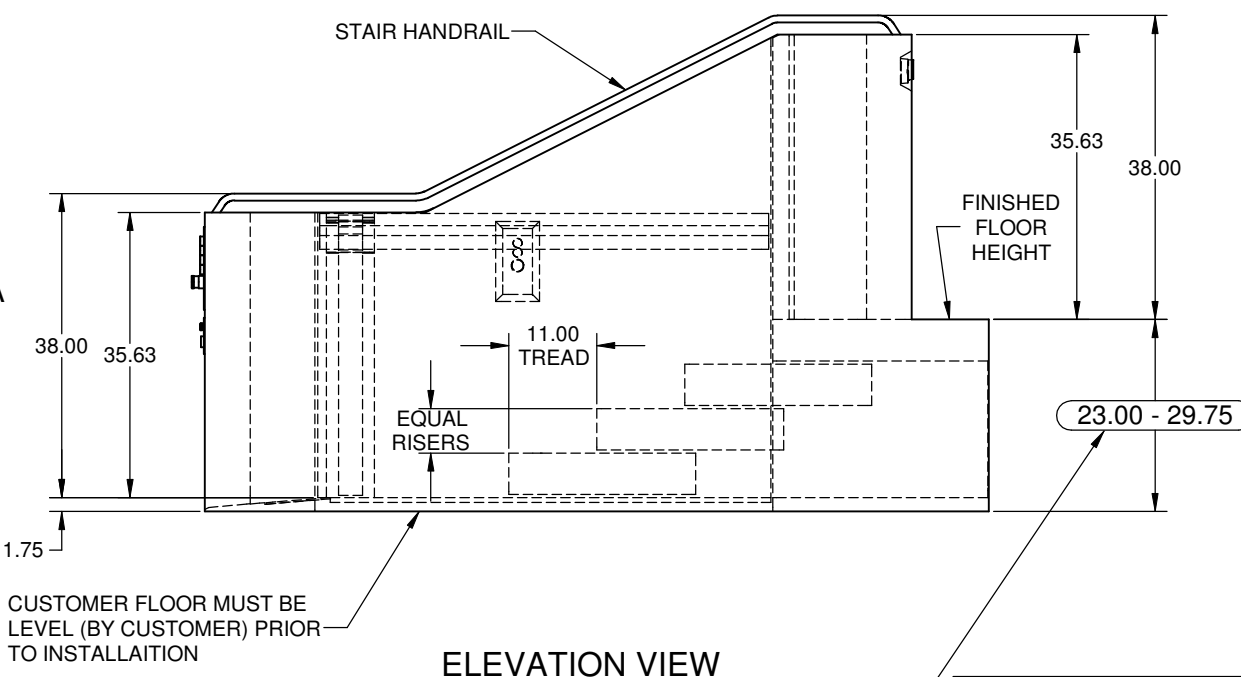 STAIR HANDRAIL
35.63
38.00
FINISHED
FLOOR
HEIGHT
A
38.00
35.63
11.00
TREAD
EQUAL
RISERS
23.00 - 29.75
1.75
CUSTOMER FLOOR MUST BE
LEVEL (BY CUSTOMER) PRIOR
TO INSTALLAITION
ELEVATION VIEW